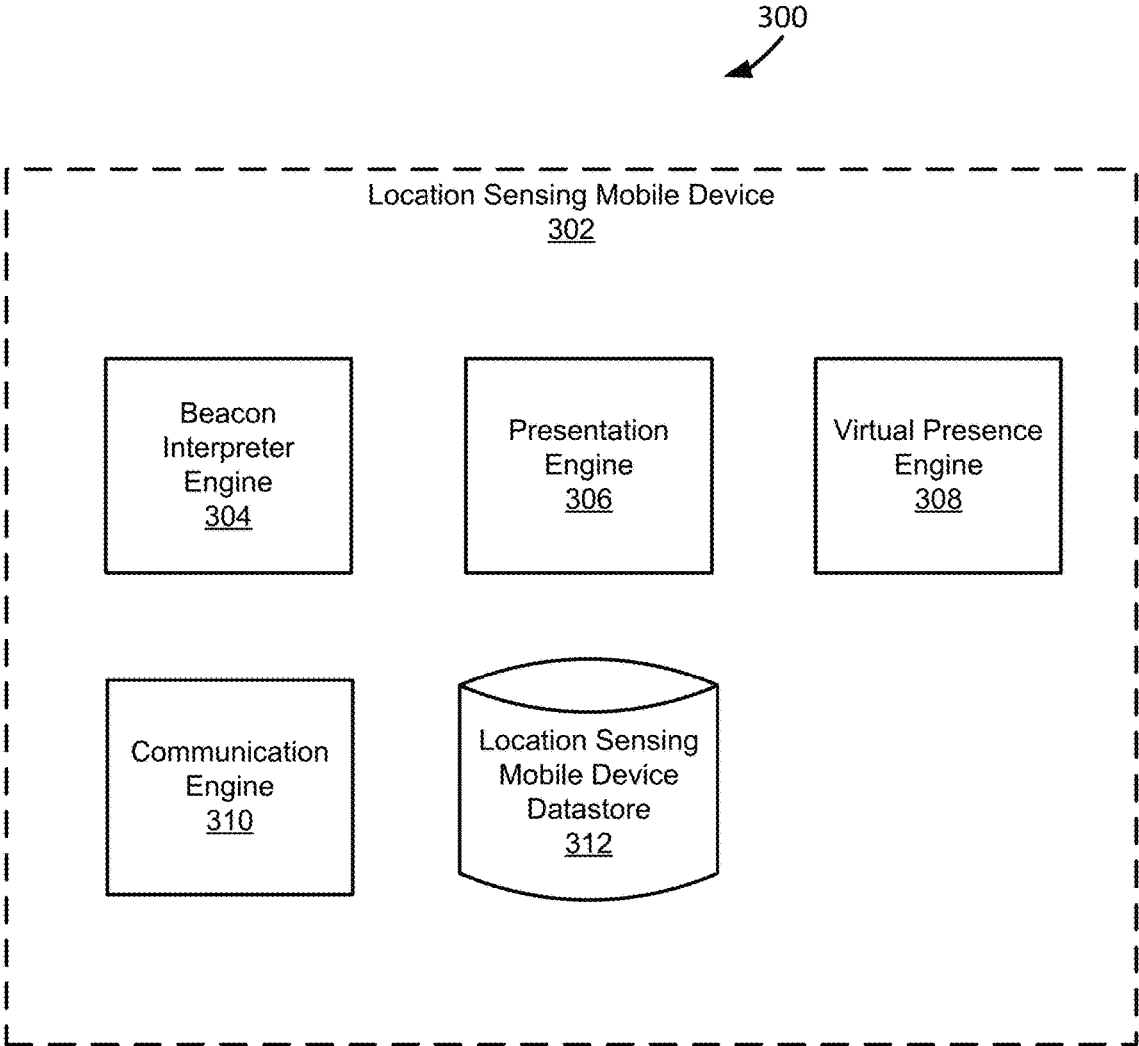 300
Location Sensing Mobile Device
302
Beacon
Interpreter
Engine
304
Presentation
Engine
306
Virtual Presence
Engine
308
Communication
Engine
310
Location Sensing
Mobile Device
Datastore
312